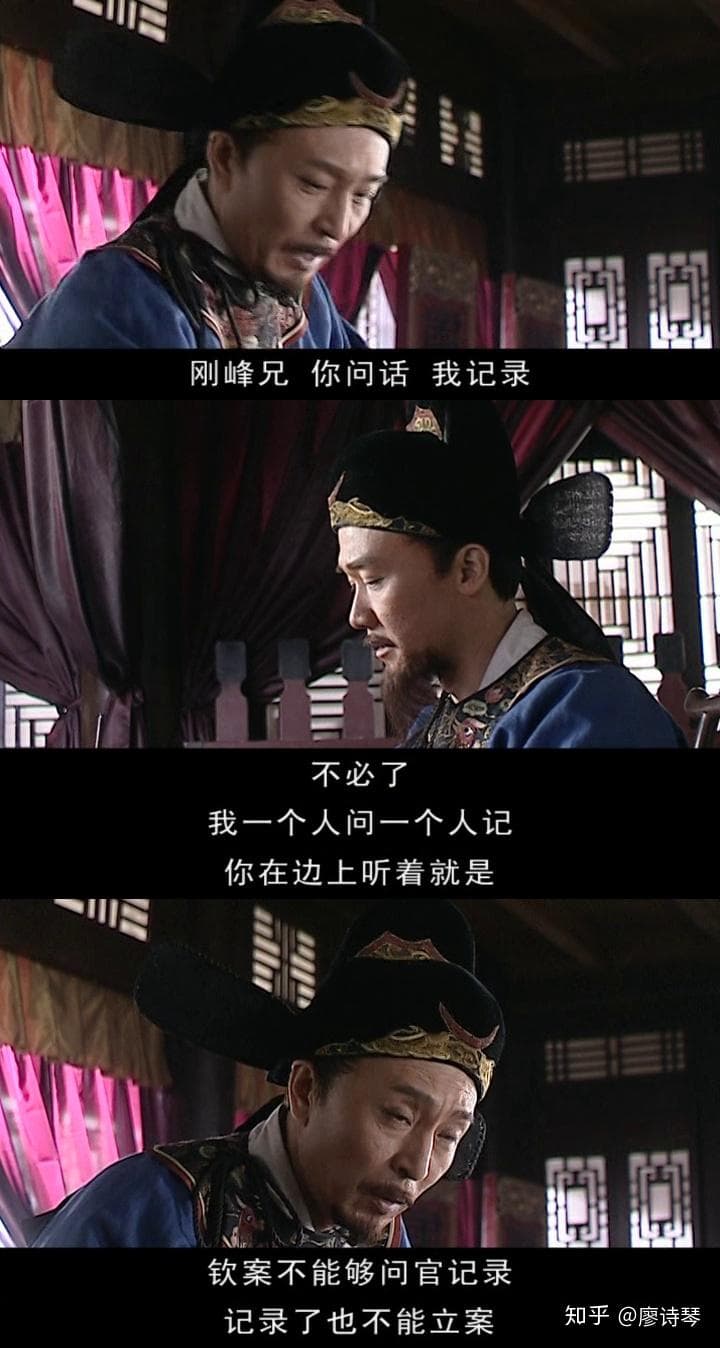 刚峰兄 你问话 我记录
不必了
我一个人问一个人记
你在边上听着就是
钦案不能够问官记录
记录了也不能立案
知乎 @廖诗琴